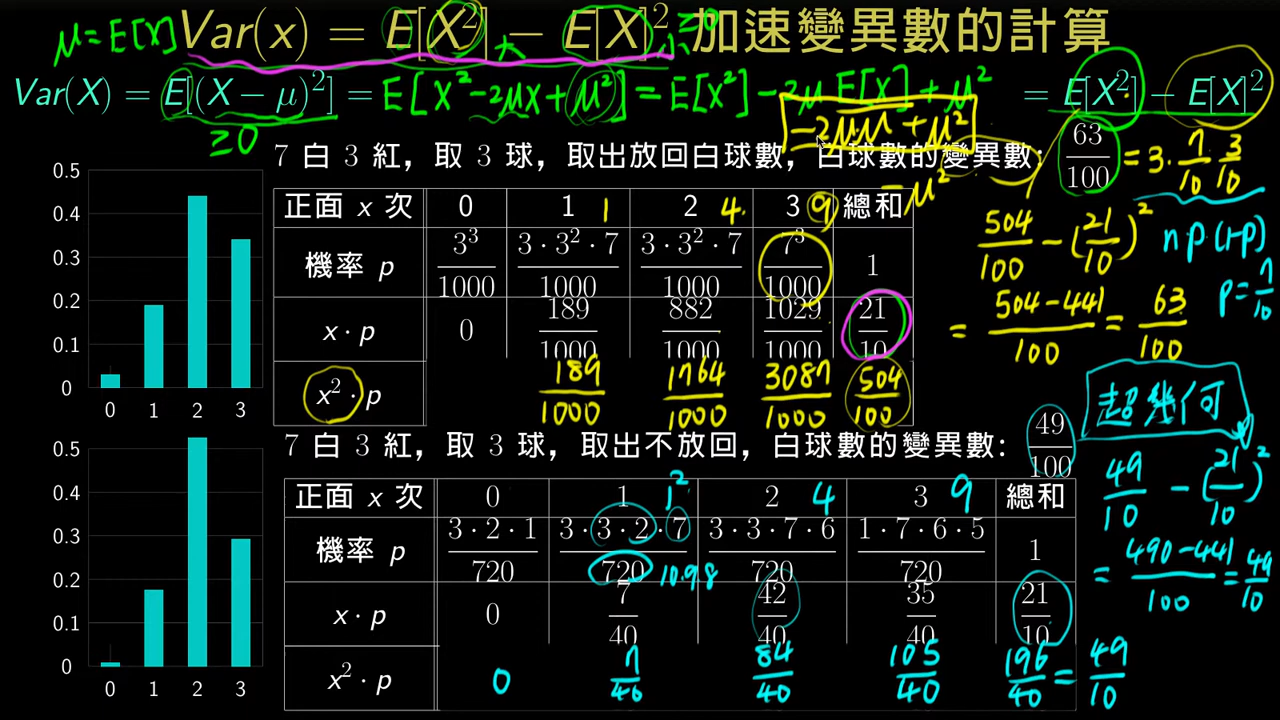 μ = E[X] Var(x) = E[X²] − E[X]² ≥0 加速變異數的計算
Var(X) = E[(X − μ)²] = E[X² − 2μX + μ²] = E[X²] − 2μ E[X] + μ² = E[X²] − E[X]²
≥0
− 2μμ + μ²
= −μ²
7 白 3 紅, 取 3 球, 取出放回白球數, 白球數的變異數: 63/100 = 3 · 7/10 3/10
0.5
0.4
0.3
0.2
0.1
0
0 1 2 3
正面 x 次 0 1 1 2 4 3 9 總和
機率 p 3³/1000 3·3²·7/1000 3·3²·7/1000 7³/1000 1
x · p 0 189/1000 882/1000 1029/1000 21/10
x² · p 189/1000 1764/1000 3087/1000 504/100
504/100 − (21/10)² n p (1-p)
p = 7/10
= 504 − 441/100 = 63/100
超幾何
7 白 3 紅, 取 3 球, 取出不放回, 白球數的變異數: 49/100
0.5
0.4
0.3
0.2
0.1
0
0 1 2 3
正面 x 次 0 1 1² 2 4 3 9 總和
機率 p 3·2·1/720 3·3·2·7/720 10·9·8 3·3·7·6/720 1·7·6·5/720 1
x · p 0 7/40 42/40 35/40 21/10
x² · p 0 7/40 84/40 105/40 196/40 = 49/10
49/10 − (21/10)²
= 490 − 441/100 = 49/10